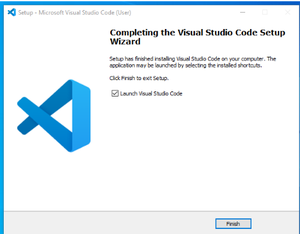 Setup - Microsoft Visual Studio Code (User)
Completing the Visual Studio Code Setup
Wizard
Setup has finished installing Visual Studio Code on your computer. The
application may be launched by selecting the installed shortcuts.
Click Finish to exit Setup.
Launch Visual Studio Code
Finish